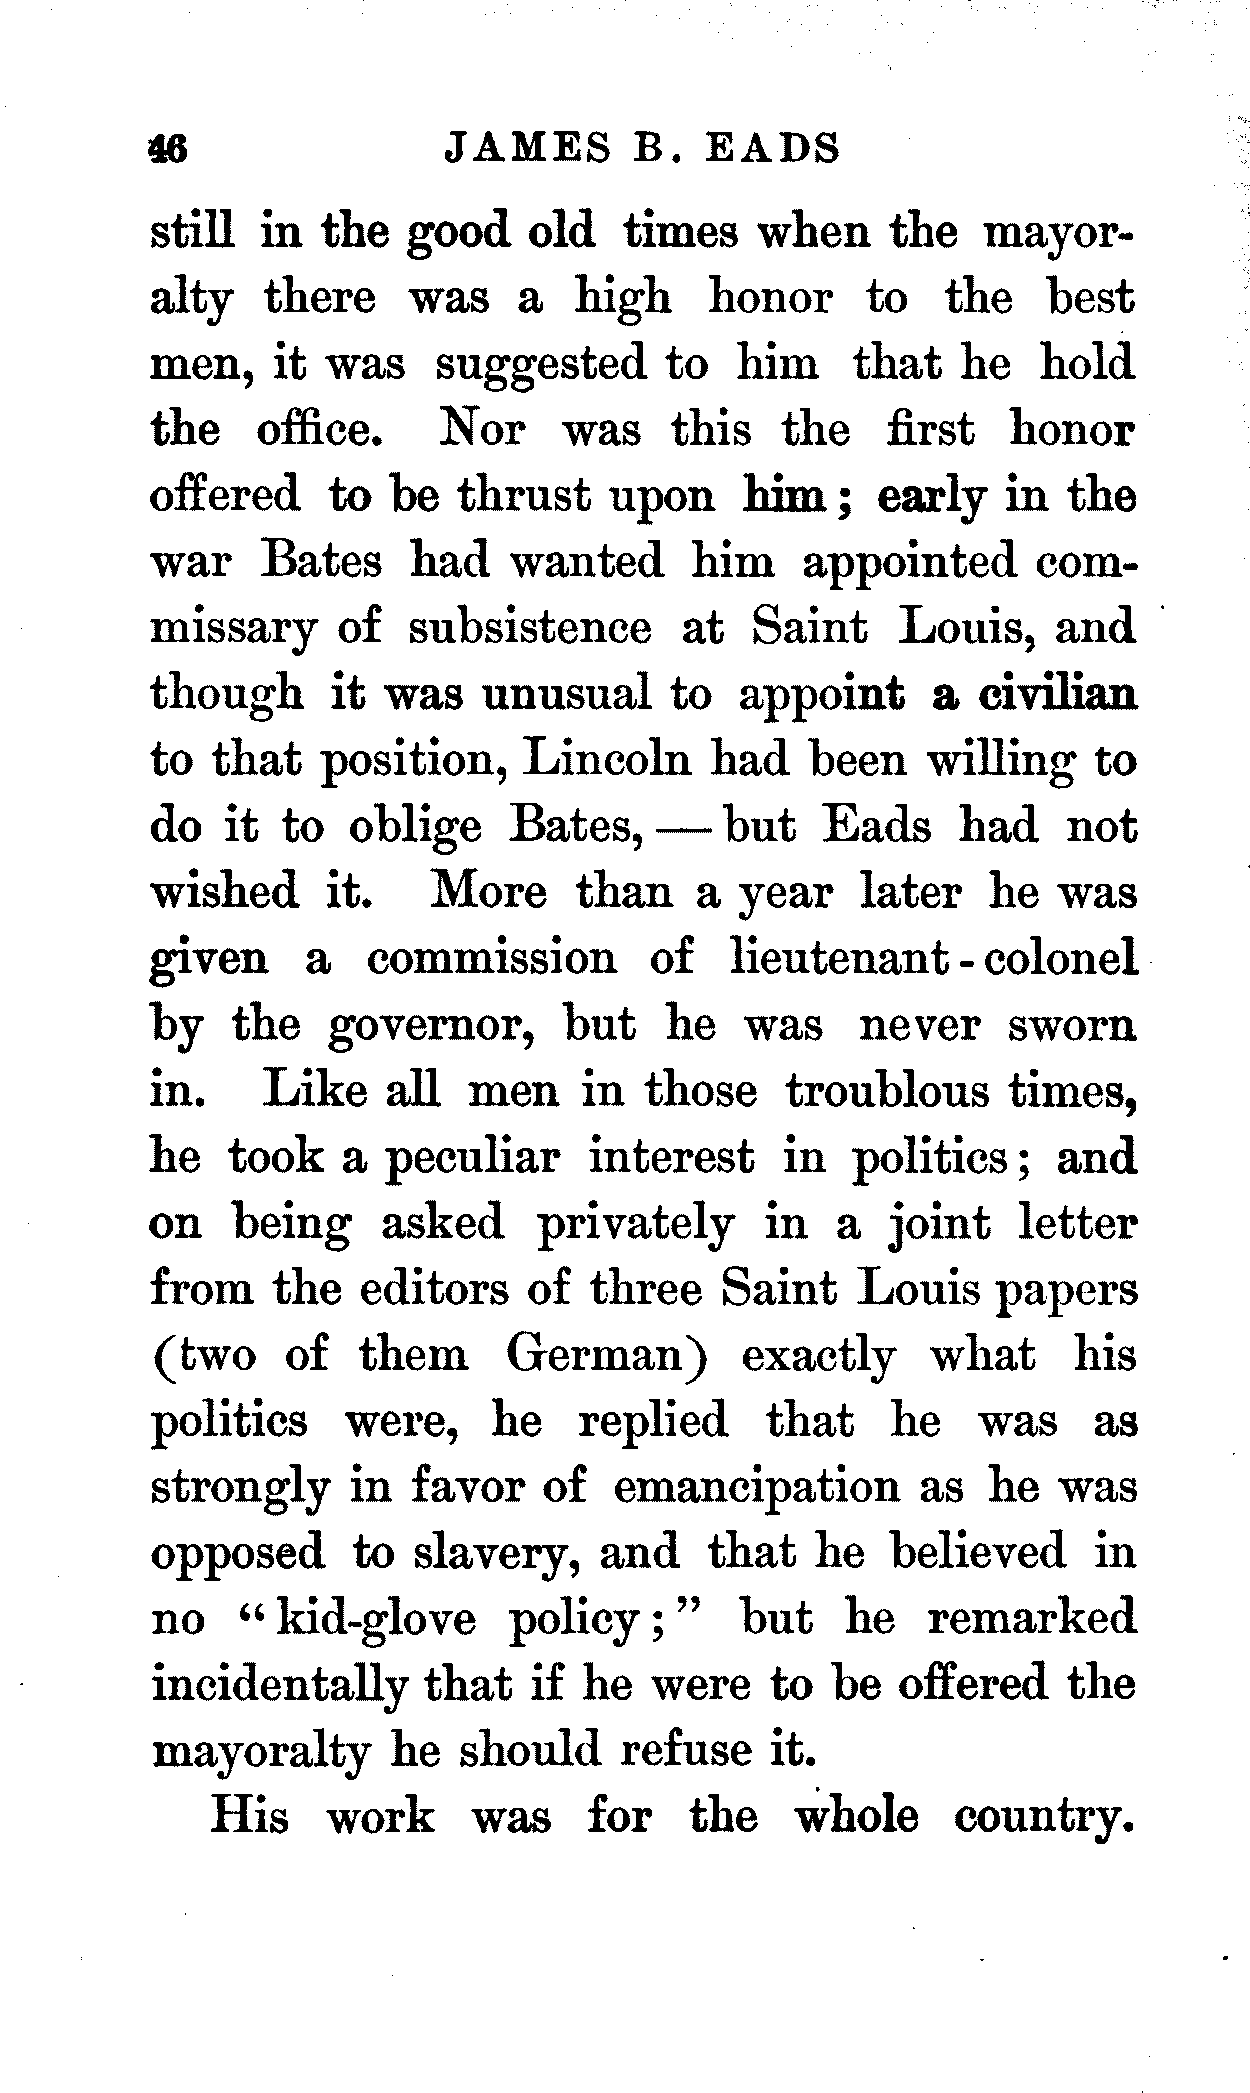 46 JAMES B. EADS
still in the good old times when the mayor-
alty there was a high honor to the best
men, it was suggested to him that he hold
the office. Nor was this the first honor
offered to be thrust upon him; early in the
war Bates had wanted him appointed com-
missary of subsistence at Saint Louis, and
though it was unusual to appoint a civilian
to that position, Lincoln had been willing to
do it to oblige Bates, — but Eads had not
wished it. More than a year later he was
given a commission of lieutenant-colonel
by the governor, but he was never sworn
in. Like all men in those troublous times,
he took a peculiar interest in politics; and
on being asked privately in a joint letter
from the editors of three Saint Louis papers
(two of them German) exactly what his
politics were, he replied that he was as
strongly in favor of emancipation as he was
opposed to slavery, and that he believed in
no "kid-glove policy;" but he remarked
incidentally that if he were to be offered the
mayoralty he should refuse it.
His work was for the whole country.